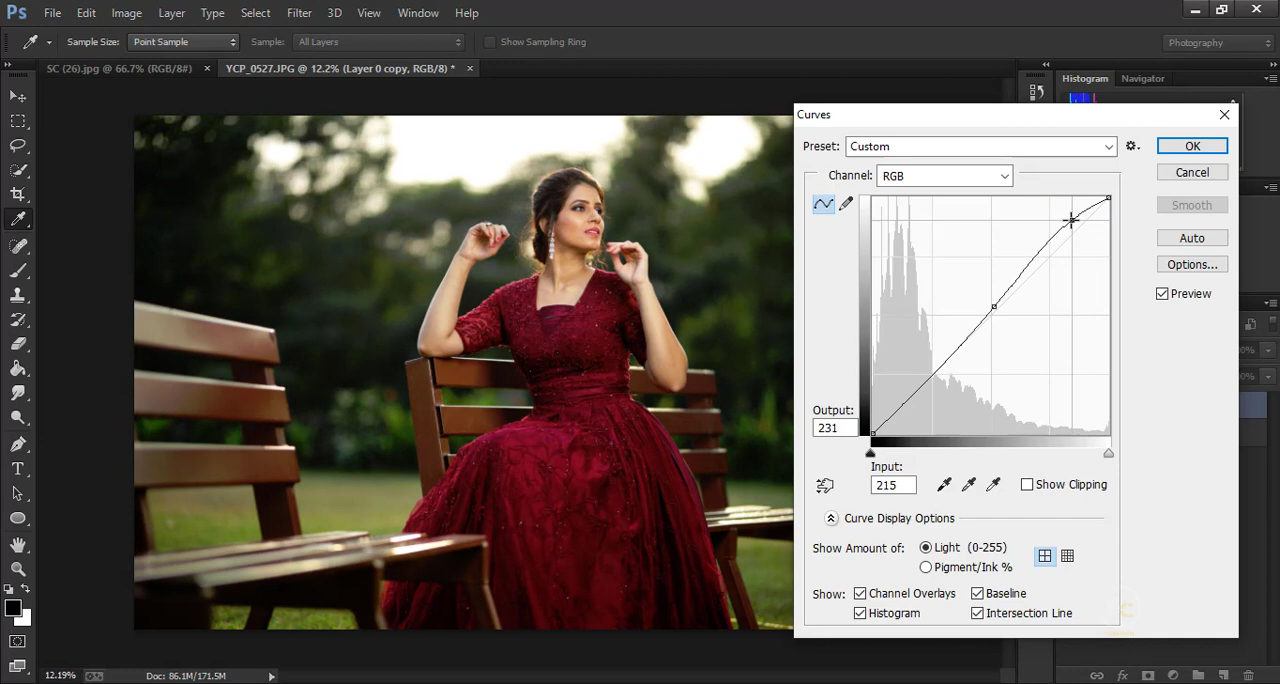 Ps File Edit Image Layer Type Select Filter 3D View Window Help
Sample Size: Point Sample Sample: All Layers Show Sampling Ring Photography
SC (26).jpg @ 66.7% (RGB/8#) × YCP_0527.JPG @ 12.2% (Layer 0 copy, RGB/8) * ×
Histogram Navigator
Curves
Preset: Custom OK
Channel: RGB Cancel
Smooth
Auto
Options...
Preview
Output:
231
Input:
215
Show Clipping
Curve Display Options
Show Amount of: Light (0-255)
Pigment/Ink %
Show: Channel Overlays Baseline
Histogram Intersection Line
12.19% Doc: 86.1M/171.5M